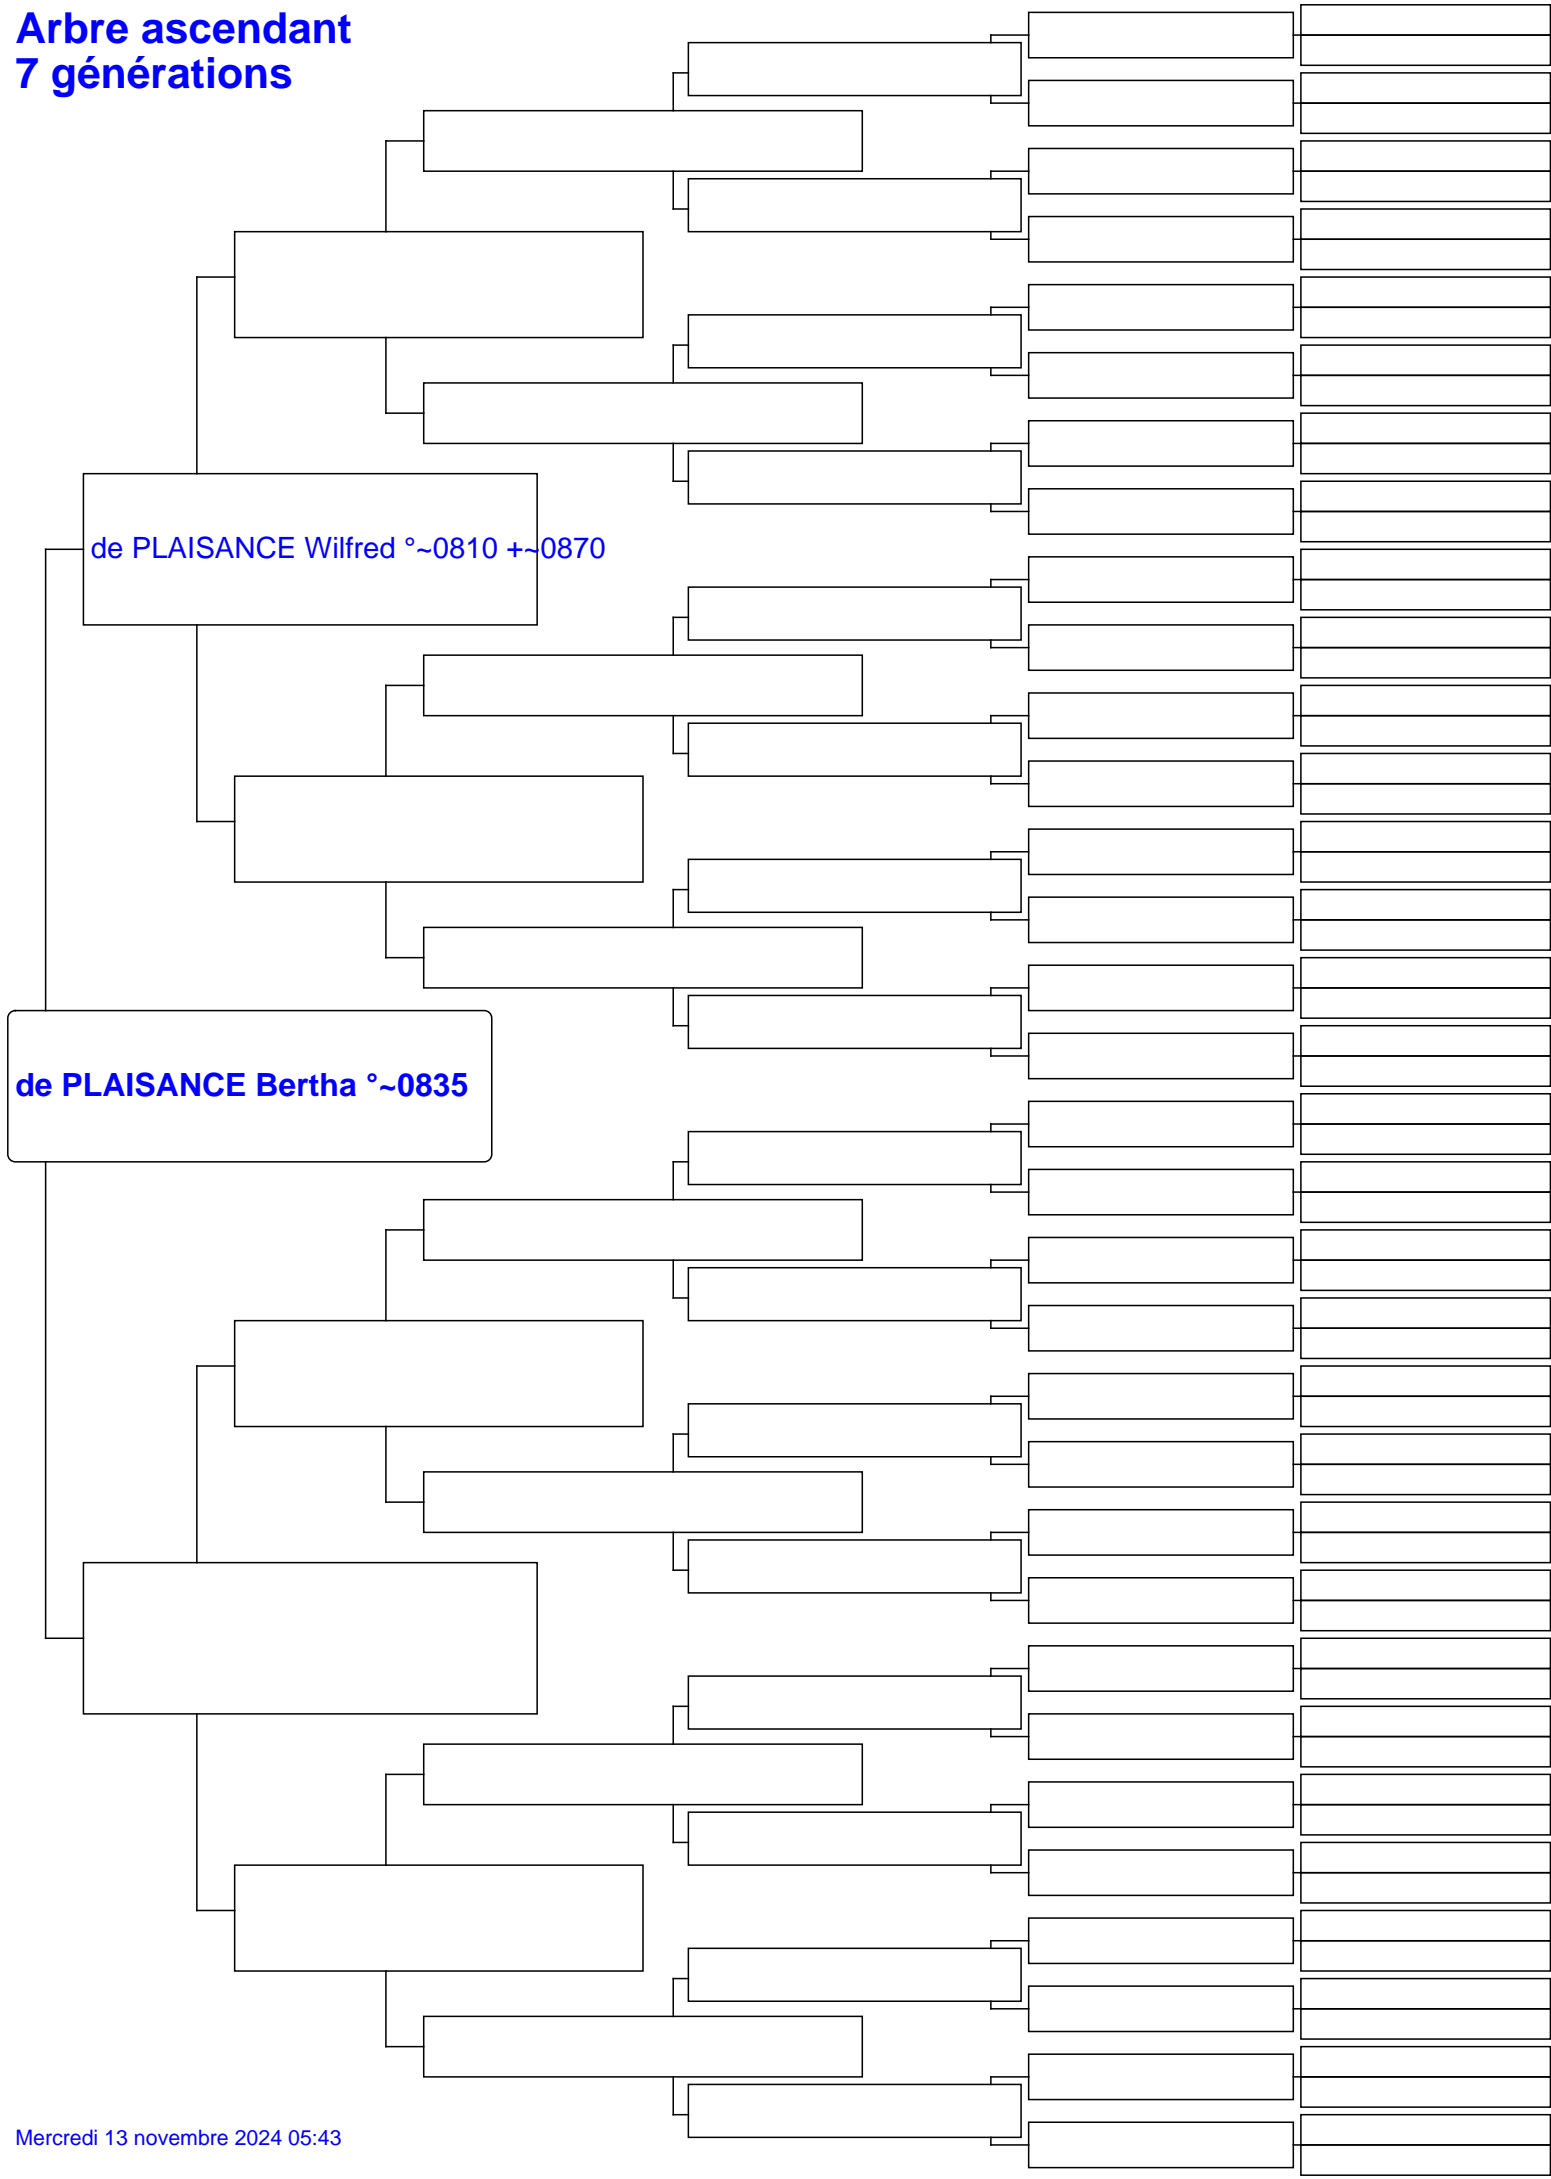 Arbre ascendant
7 générations
de PLAISANCE Wilfred °~0810 +~0870
de PLAISANCE Bertha °~0835
Mercredi 13 novembre 2024 05:43